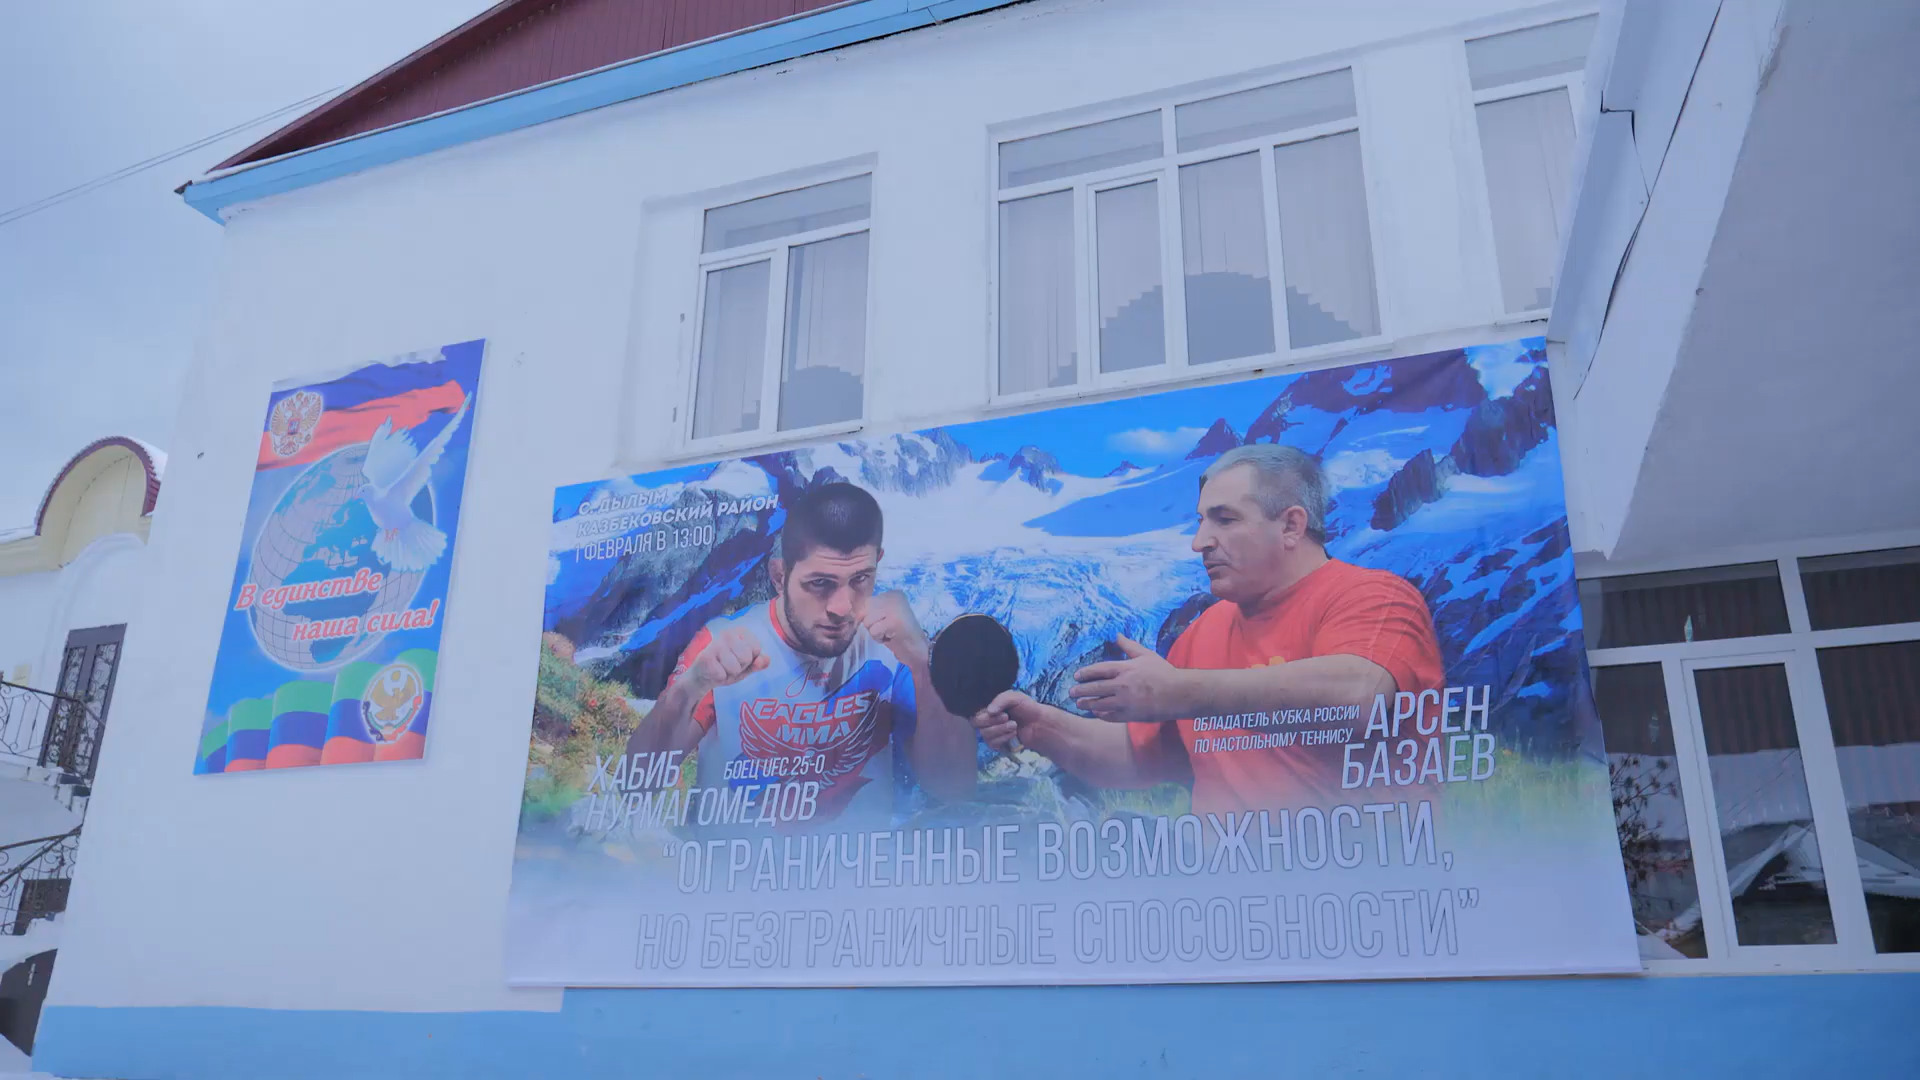 В единстве
наша сила!
С. ДЫЛЫМ,
КАЗБЕКОВСКИЙ РАЙОН
1 ФЕВРАЛЯ В 13:00
EAGLES
MMA
ХАБИБ
НУРМАГОМЕДОВ
БОЕЦ UFC 25-0
ОБЛАДАТЕЛЬ КУБКА РОССИИ
ПО НАСТОЛЬНОМУ ТЕННИСУ
АРСЕН
БАЗАЕВ
“ОГРАНИЧЕННЫЕ ВОЗМОЖНОСТИ,
НО БЕЗГРАНИЧНЫЕ СПОСОБНОСТИ”